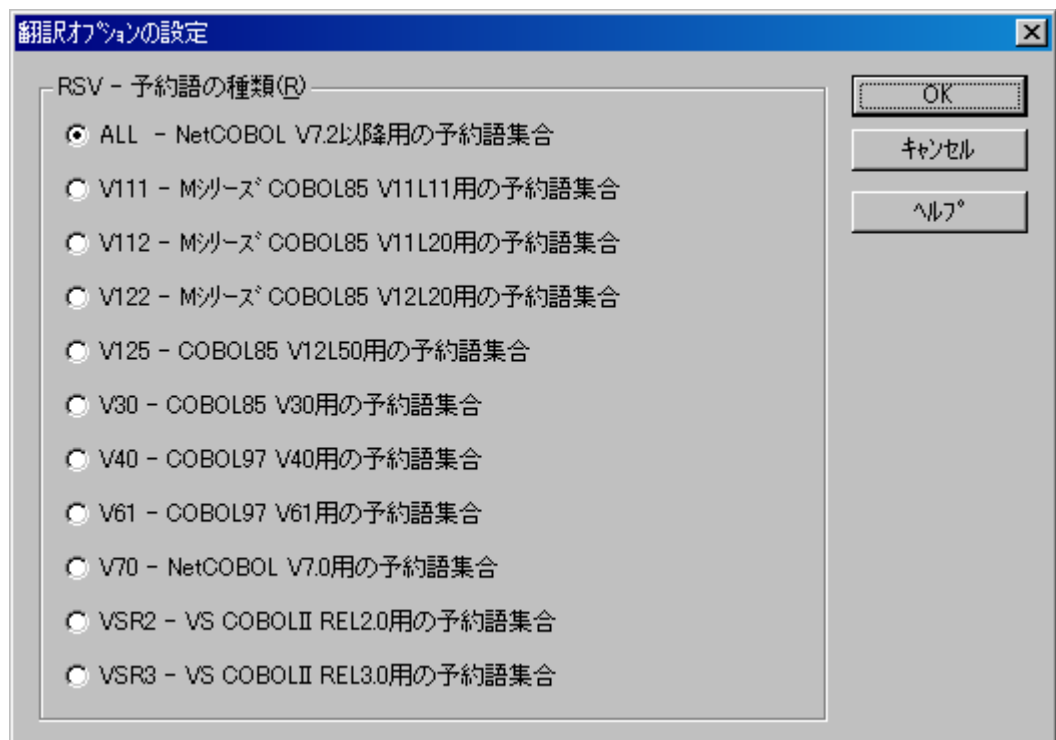 翻訳ｵﾌﾟｼｮﾝの設定
RSV - 予約語の種類(R)
ALL - NetCOBOL V7.2以降用の予約語集合
V111 - Mｼﾘｰｽﾞ COBOL85 V11L11用の予約語集合
V112 - Mｼﾘｰｽﾞ COBOL85 V11L20用の予約語集合
V122 - Mｼﾘｰｽﾞ COBOL85 V12L20用の予約語集合
V125 - COBOL85 V12L50用の予約語集合
V30 - COBOL85 V30用の予約語集合
V40 - COBOL97 V40用の予約語集合
V61 - COBOL97 V61用の予約語集合
V70 - NetCOBOL V7.0用の予約語集合
VSR2 - VS COBOLⅡ REL2.0用の予約語集合
VSR3 - VS COBOLⅡ REL3.0用の予約語集合
OK
ｷｬﾝｾﾙ
ﾍﾙﾌﾟ